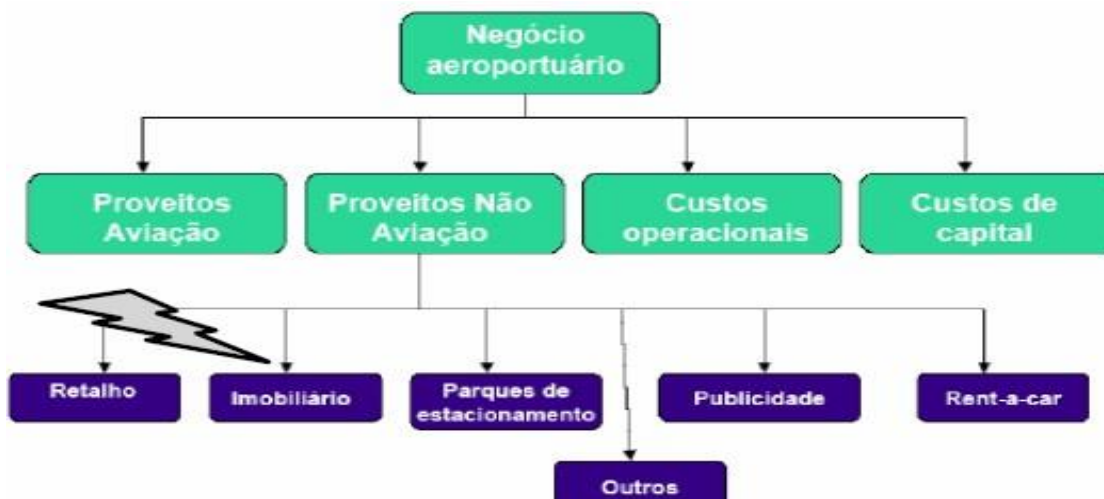 Negócio
aeroportuário
Proveitos
Aviação
Proveitos Não
Aviação
Custos
operacionais
Custos de
capital
Retalho
Imobiliário
Parques de
estacionamento
Publicidade
Rent-a-car
Outros